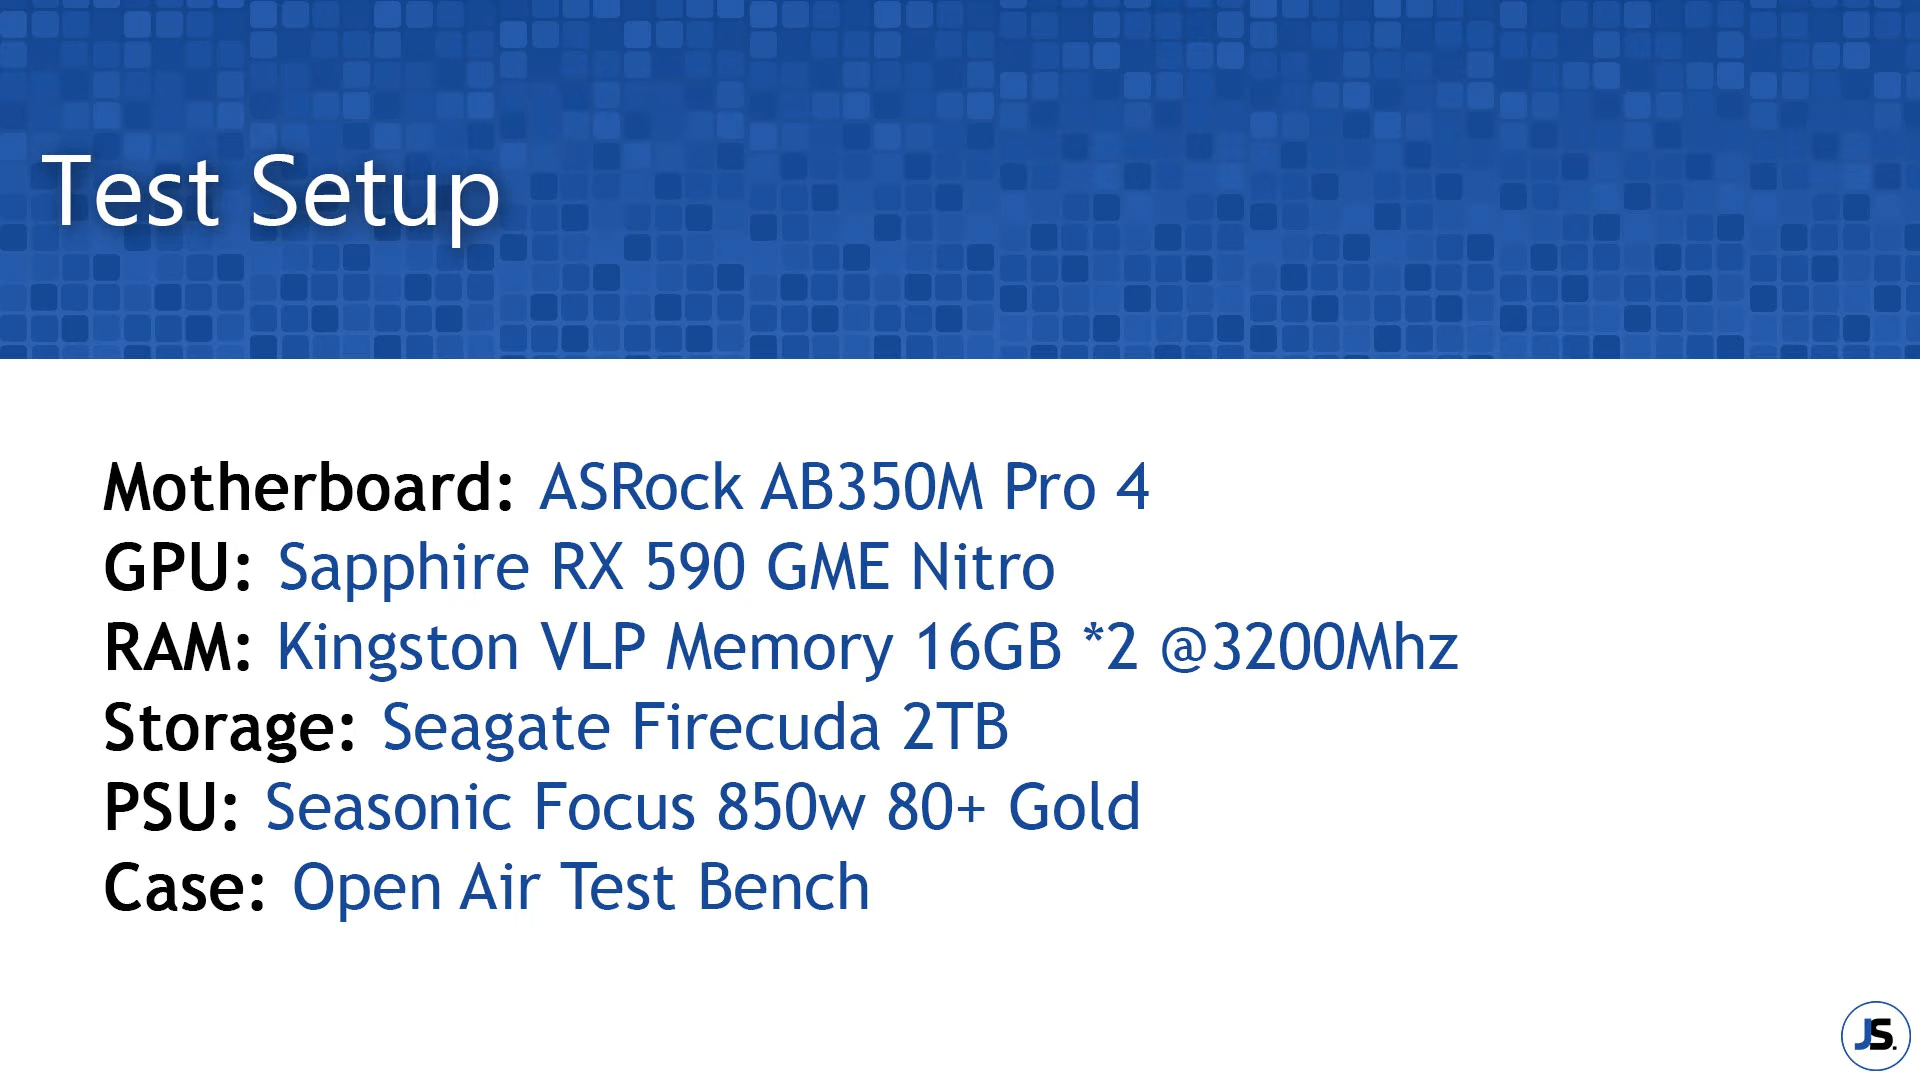 Test Setup
Motherboard: ASRock AB350M Pro 4
GPU: Sapphire RX 590 GME Nitro
RAM: Kingston VLP Memory 16GB *2 @3200Mhz
Storage: Seagate Firecuda 2TB
PSU: Seasonic Focus 850w 80+ Gold
Case: Open Air Test Bench
JS.